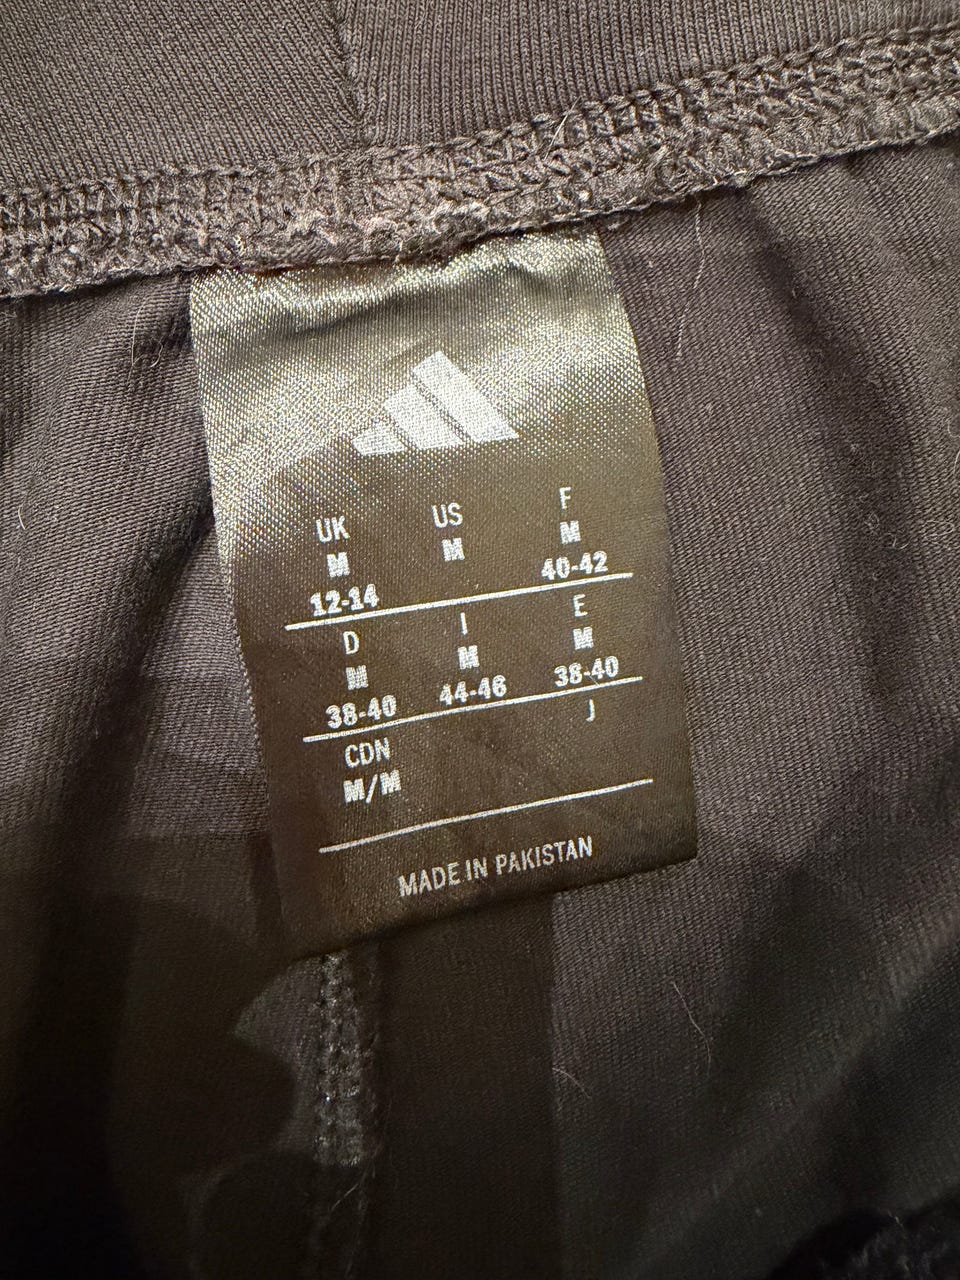 UK US F
M M M
12-14 40-42
D I E
M M M
38-40 44-46 38-40
CDN J
M/M
MADE IN PAKISTAN